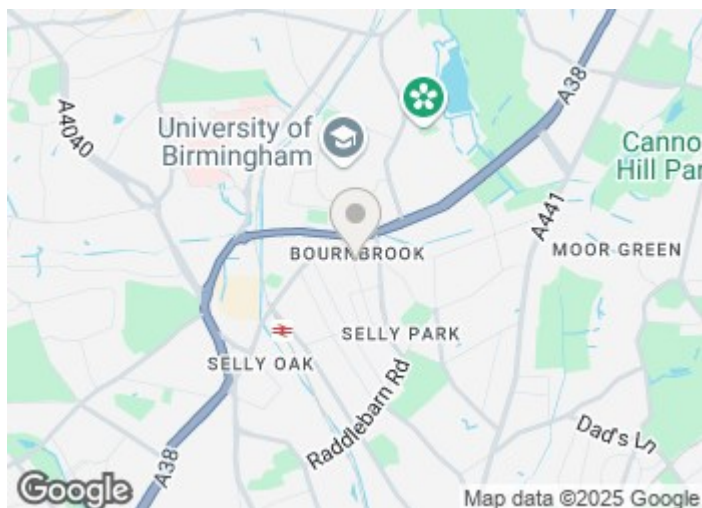 A38
A4040
University of
Birmingham
Canno
Hill Par
A441
BOURNBROOK
MOOR GREEN
SELLY PARK
SELLY OAK
Raddlebarn Rd
Dad's Ln
A38
Google
Map data ©2025 Google